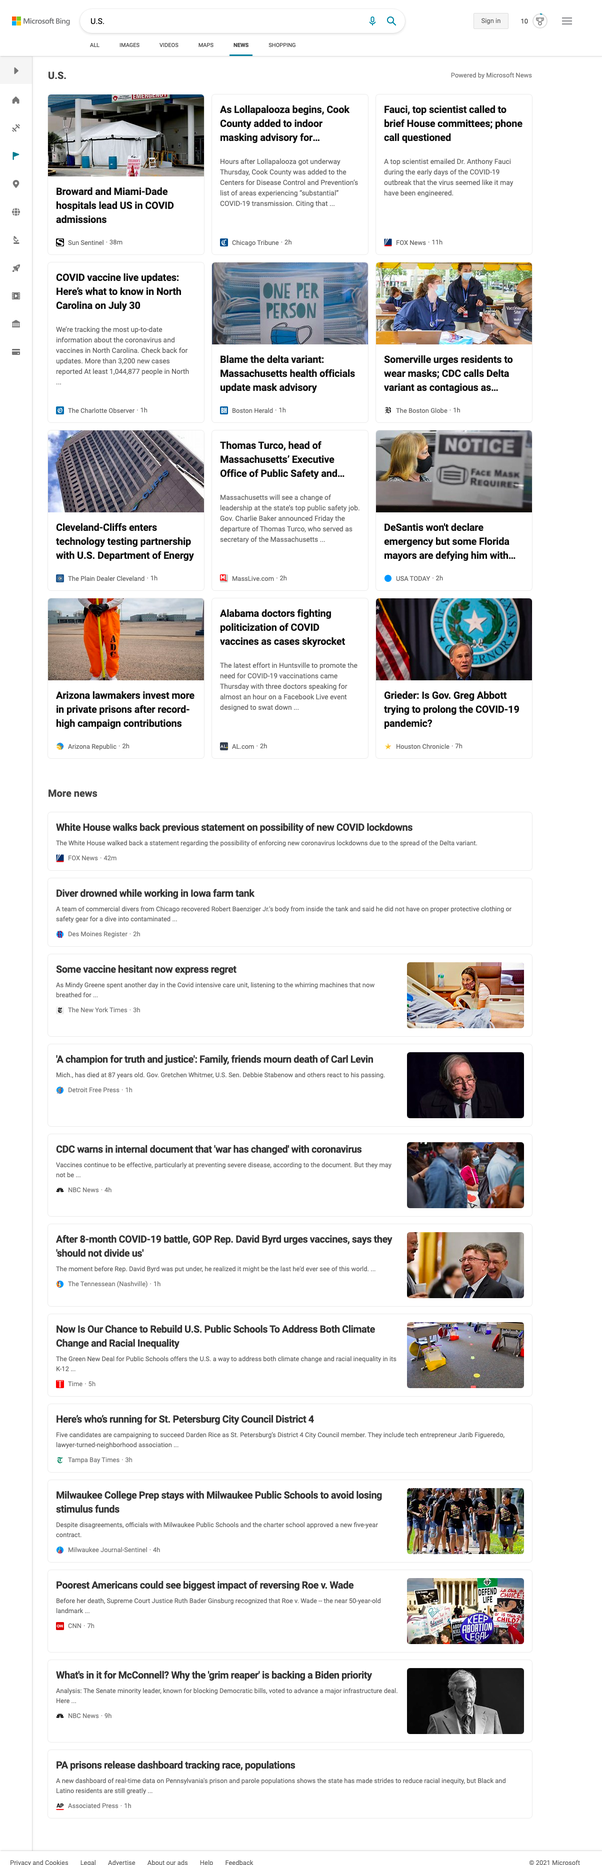 Microsoft Bing
U.S.
Sign in
10
ALL
IMAGES
VIDEOS
MAPS
NEWS
SHOPPING
U.S.
Powered by Microsoft News
EMERGENCY
Broward and Miami-Dade
hospitals lead US in COVID
admissions
Sun Sentinel · 38m
As Lollapalooza begins, Cook
County added to indoor
masking advisory for...
Hours after Lollapalooza got underway
Thursday, Cook County was added to the
Centers for Disease Control and Prevention's
list of areas experiencing "substantial"
COVID-19 transmission. Citing that ...
Chicago Tribune · 2h
Fauci, top scientist called to
brief House committees; phone
call questioned
A top scientist emailed Dr. Anthony Fauci
during the early days of the COVID-19
outbreak that the virus seemed like it may
have been engineered.
FOX News · 11h
COVID vaccine live updates:
Here's what to know in North
Carolina on July 30
We're tracking the most up-to-date
information about the coronavirus and
vaccines in North Carolina. Check back for
updates. More than 3,200 new cases
reported At least 1,044,877 people in North
...
The Charlotte Observer · 1h
ONE PER
PERSON
Blame the delta variant:
Massachusetts health officials
update mask advisory
Boston Herald · 1h
Somerville urges residents to
wear masks; CDC calls Delta
variant as contagious as...
The Boston Globe · 1h
Cleveland-Cliffs enters
technology testing partnership
with U.S. Department of Energy
The Plain Dealer Cleveland · 1h
Thomas Turco, head of
Massachusetts' Executive
Office of Public Safety and...
Massachusetts will see a change of
leadership at the state's top public safety job.
Gov. Charlie Baker announced Friday the
departure of Thomas Turco, who served as
secretary of the Massachusetts ...
MassLive.com · 2h
NOTICE
FACE MASK
REQUIRED
DeSantis won't declare
emergency but some Florida
mayors are defying him with...
USA TODAY · 2h
ADC
Arizona lawmakers invest more
in private prisons after record-
high campaign contributions
Arizona Republic · 2h
Alabama doctors fighting
politicization of COVID
vaccines as cases skyrocket
The latest effort in Huntsville to promote the
need for COVID-19 vaccinations came
Thursday with three doctors speaking for
almost an hour on a Facebook Live event
designed to swat down ...
AL.com · 2h
Grieder: Is Gov. Greg Abbott
trying to prolong the COVID-19
pandemic?
Houston Chronicle · 7h
More news
White House walks back previous statement on possibility of new COVID lockdowns
The White House walked back a statement regarding the possibility of enforcing new coronavirus lockdowns due to the spread of the Delta variant.
FOX News · 42m
Diver drowned while working in Iowa farm tank
A team of commercial divers from Chicago recovered Robert Baenziger Jr.'s body from inside the tank and said he did not have on proper protective clothing or
safety gear for a dive into contaminated ...
Des Moines Register · 2h
Some vaccine hesitant now express regret
As Mindy Greene spent another day in the Covid intensive care unit, listening to the whirring machines that now
breathed for ...
The New York Times · 3h
'A champion for truth and justice': Family, friends mourn death of Carl Levin
Mich., has died at 87 years old. Gov. Gretchen Whitmer, U.S. Sen. Debbie Stabenow and others react to his passing.
Detroit Free Press · 1h
CDC warns in internal document that 'war has changed' with coronavirus
Vaccines continue to be effective, particularly at preventing severe disease, according to the document. But they may
not be ...
NBC News · 4h
After 8-month COVID-19 battle, GOP Rep. David Byrd urges vaccines, says they
'should not divide us'
The moment before Rep. David Byrd was put under, he realized it might be the last he'd ever see of this world. ...
The Tennessean (Nashville) · 1h
Now Is Our Chance to Rebuild U.S. Public Schools To Address Both Climate
Change and Racial Inequality
The Green New Deal for Public Schools offers the U.S. a way to address both climate change and racial inequality in its
K-12 ...
Time · 5h
Here's who's running for St. Petersburg City Council District 4
Five candidates are campaigning to succeed Darden Rice as St. Petersburg's District 4 City Council member. They include tech entrepreneur Jarib Figueredo,
lawyer-turned-neighborhood association ...
Tampa Bay Times · 3h
Milwaukee College Prep stays with Milwaukee Public Schools to avoid losing
stimulus funds
Despite disagreements, officials with Milwaukee Public Schools and the charter school approved a new five-year
contract.
Milwaukee Journal-Sentinel · 4h
Poorest Americans could see biggest impact of reversing Roe v. Wade
Before her death, Supreme Court Justice Ruth Bader Ginsburg recognized that Roe v. Wade -- the near 50-year-old
landmark ...
CNN · 7h
DEFEND
LIFE
KEEP
ABORTION
LEGAL
What's in it for McConnell? Why the 'grim reaper' is backing a Biden priority
Analysis: The Senate minority leader, known for blocking Democratic bills, voted to advance a major infrastructure deal.
Here ...
NBC News · 9h
PA prisons release dashboard tracking race, populations
A new dashboard of real-time data on Pennsylvania's prison and parole populations shows the state has made strides to reduce racial inequity, but Black and
Latino residents are still greatly ...
Associated Press · 1h
Privacy and Cookies
Legal
Advertise
About our ads
Help
Feedback
© 2021 Microsoft